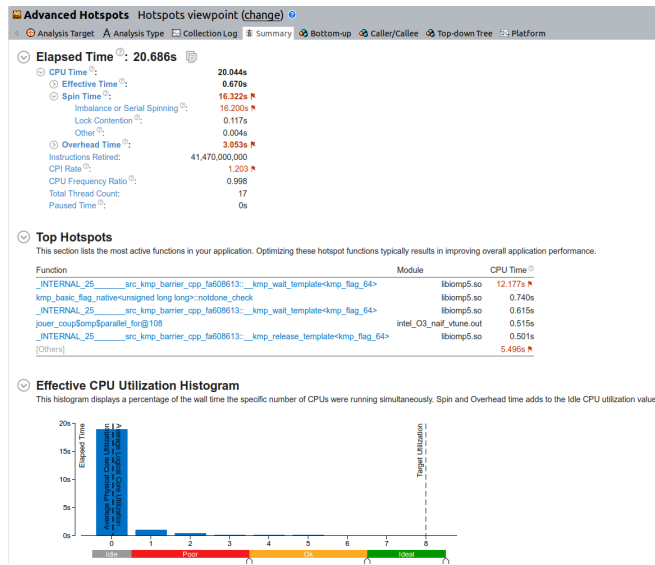 Advanced Hotspots Hotspots viewpoint (change) ?
Analysis Target Analysis Type Collection Log Summary Bottom-up Caller/Callee Top-down Tree Platform
Elapsed Time ?: 20.686s
CPU Time ?: 20.044s
Effective Time ?: 0.670s
Spin Time ?: 16.322s
Imbalance or Serial Spinning ?: 16.200s
Lock Contention ?: 0.117s
Other ?: 0.004s
Overhead Time ?: 3.053s
Instructions Retired: 41,470,000,000
CPI Rate ?: 1.203
CPU Frequency Ratio ?: 0.998
Total Thread Count: 17
Paused Time ?: 0s
Top Hotspots
This section lists the most active functions in your application. Optimizing these hotspot functions typically results in improving overall application performance.
Function Module CPU Time ?
_INTERNAL_25_______src_kmp_barrier_cpp_fa608613::__kmp_wait_template<kmp_flag_64> libiomp5.so 12.177s
kmp_basic_flag_native<unsigned long long>::notdone_check libiomp5.so 0.740s
_INTERNAL_25_______src_kmp_barrier_cpp_fa608613::__kmp_wait_template<kmp_flag_64> libiomp5.so 0.615s
jouer_coup$omp$parallel_for@108 intel_O3_naif_vtune.out 0.515s
_INTERNAL_25_______src_kmp_barrier_cpp_fa608613::__kmp_release_template<kmp_flag_64> libiomp5.so 0.501s
[Others] 5.496s
Effective CPU Utilization Histogram
This histogram displays a percentage of the wall time the specific number of CPUs were running simultaneously. Spin and Overhead time adds to the Idle CPU utilization value
Elapsed Time
20s
15s
10s
5s
0s
Average Physical Core Utilization
Average Logical Core Utilization
Target Utilization
0 1 2 3 4 5 6 7 8
Idle Poor Ok Ideal